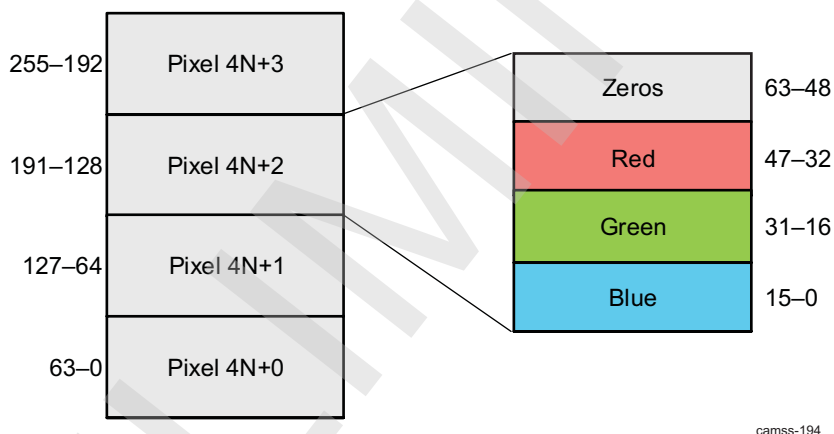 255–192 Pixel 4N+3
191–128 Pixel 4N+2
127–64 Pixel 4N+1
63–0 Pixel 4N+0
Zeros 63–48
Red 47–32
Green 31–16
Blue 15–0
camss-194